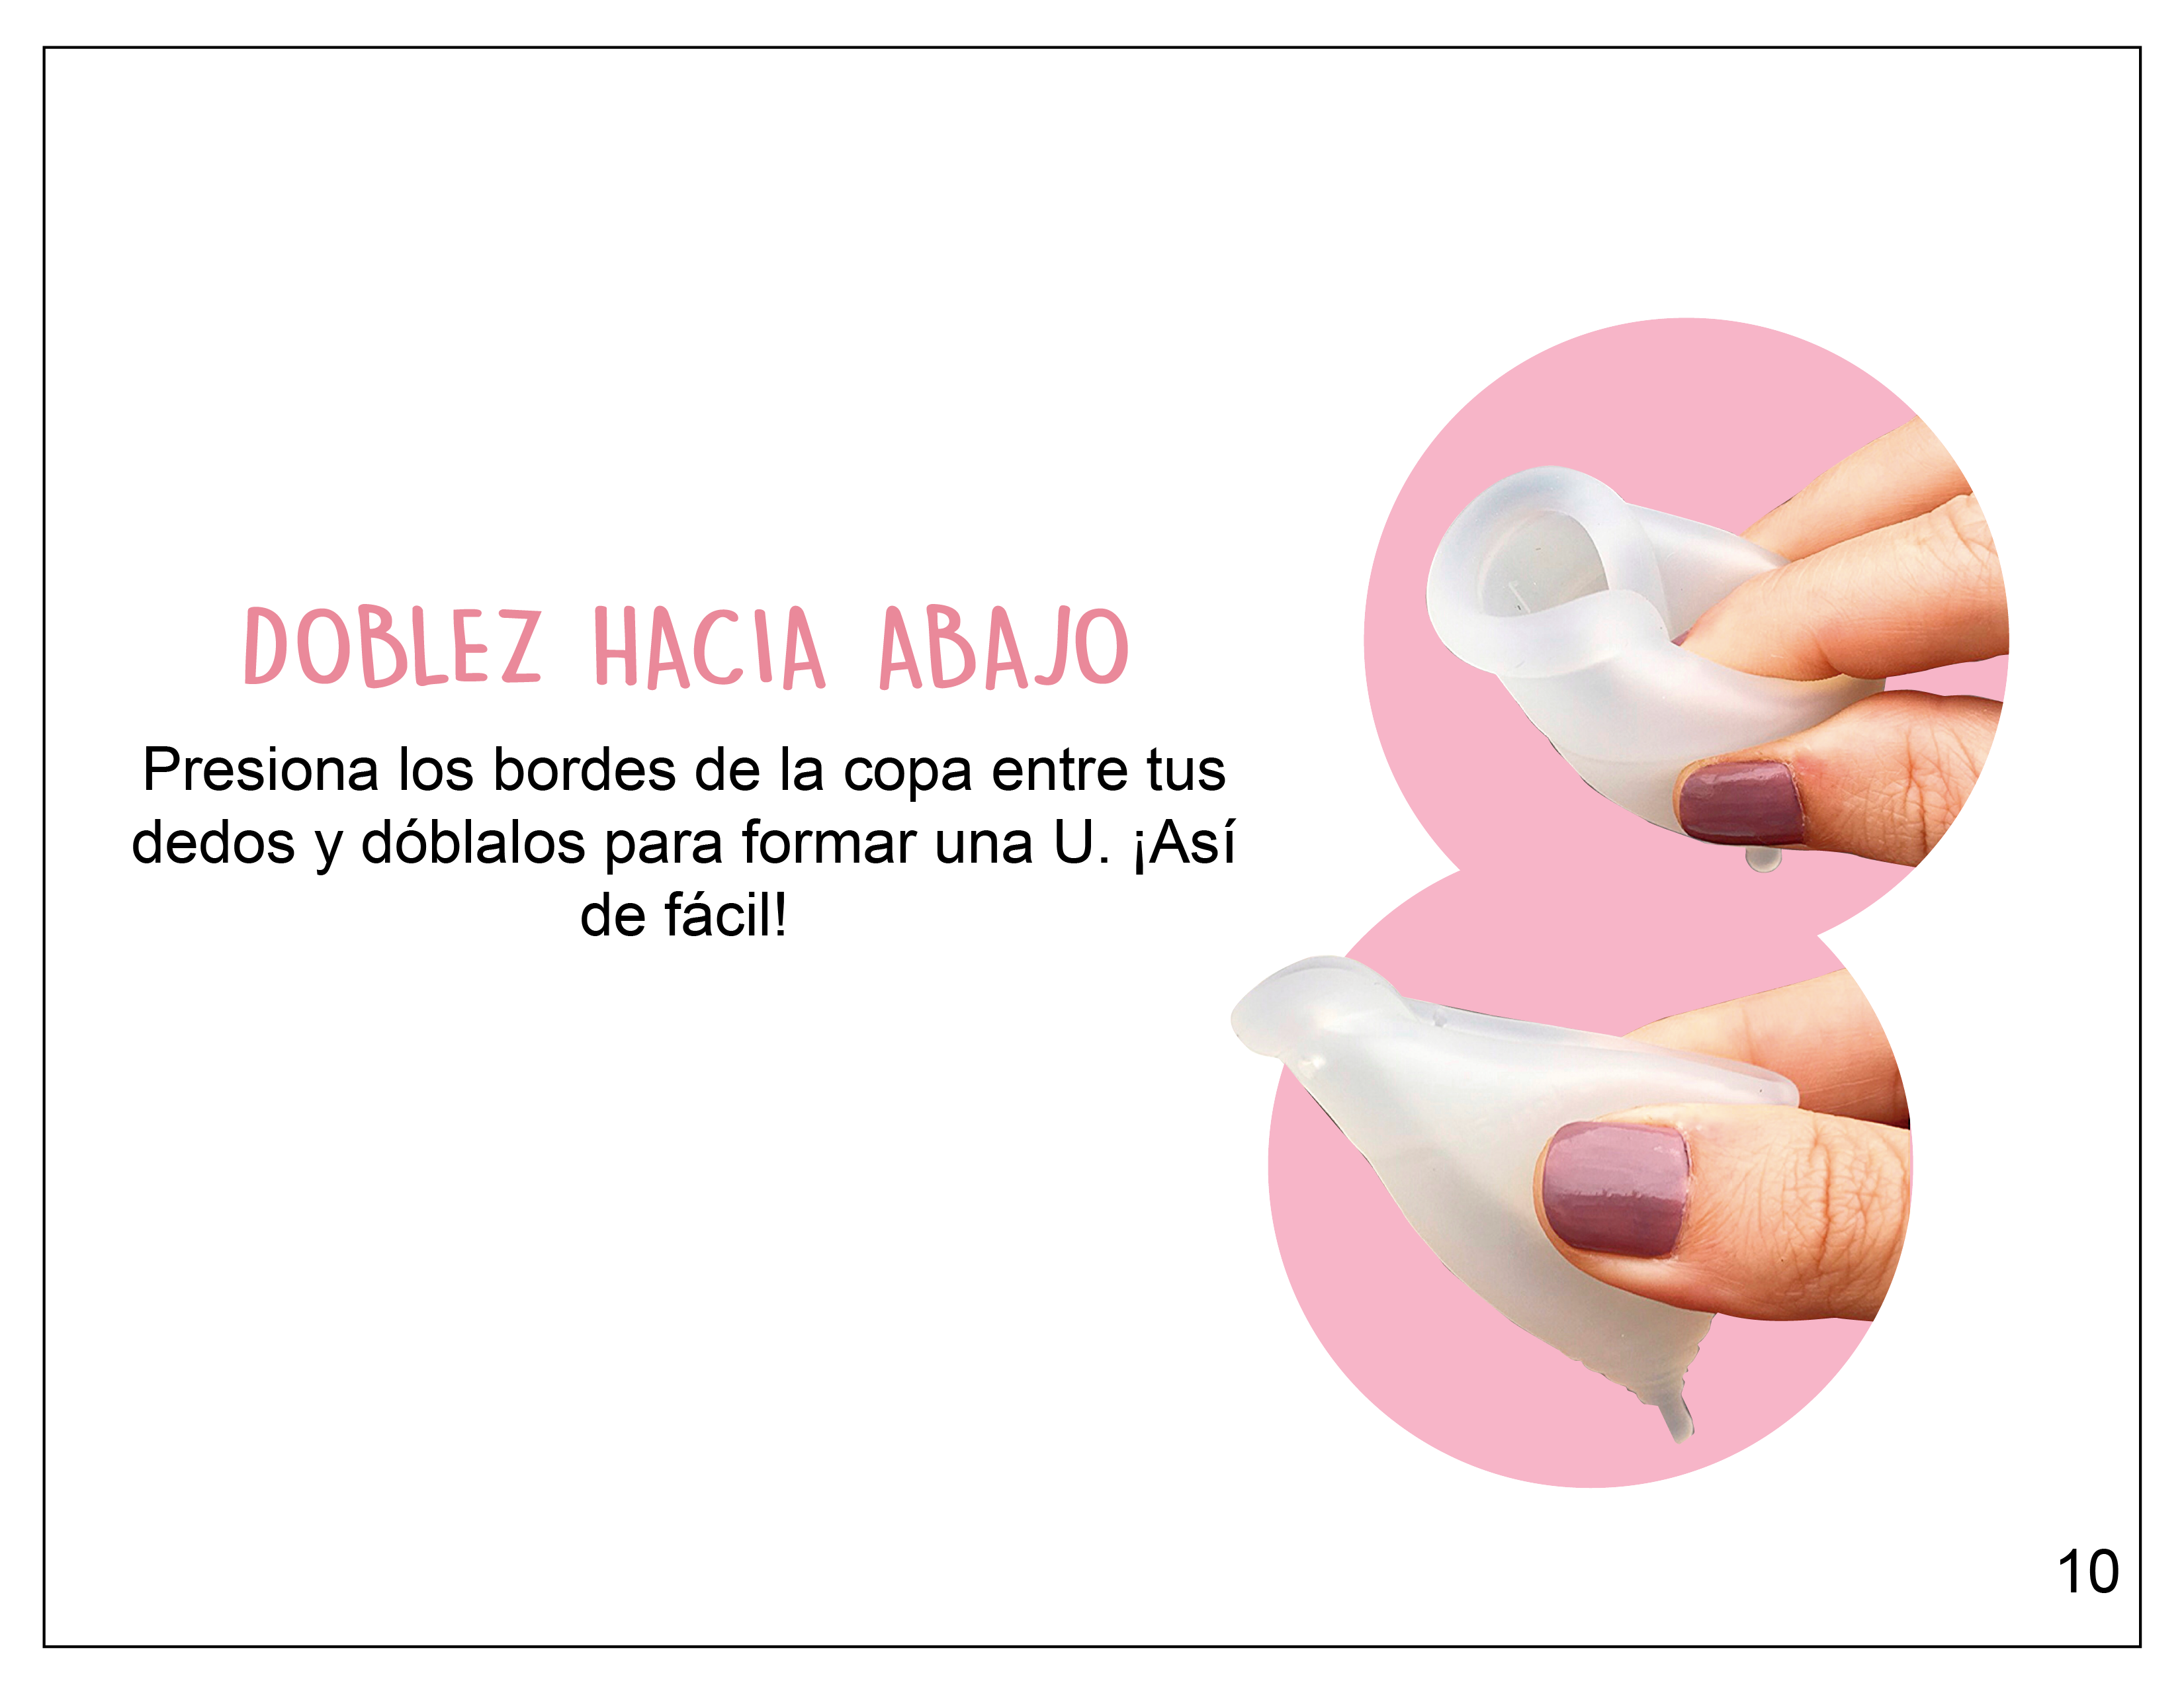 DOBLEZ HACIA ABAJO
Presiona los bordes de la copa entre tus
dedos y dóblalos para formar una U. ¡Así
de fácil!
10